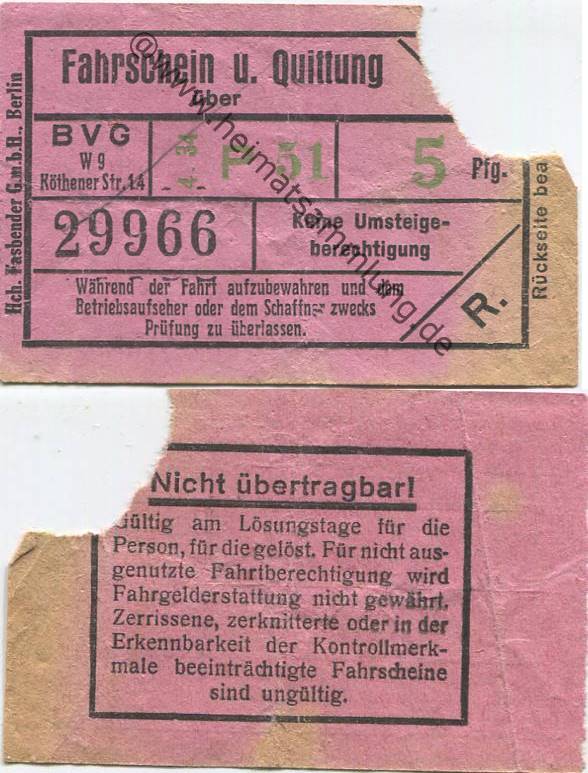 Fahrschein u. Quittung
über
BVG
W 9
Köthener Str. 14
4. 34
F 51
5 Pfg.
29966
Keine Umsteige-
berechtigung
Während der Fahrt aufzubewahren und dem
Betriebsaufseher oder dem Schaffner zwecks
Prüfung zu überlassen.
R.
Hch. Fasbender G.m.b.H., Berlin
Rückseite bea
@www.heimatsammlung.de
Nicht übertragbar!
Gültig am Lösungstage für die
Person, für die gelöst. Für nicht aus-
genutzte Fahrtberechtigung wird
Fahrgelderstattung nicht gewährt.
Zerrissene, zerknitterte oder in der
Erkennbarkeit der Kontrollmerk-
male beeinträchtigte Fahrscheine
sind ungültig.